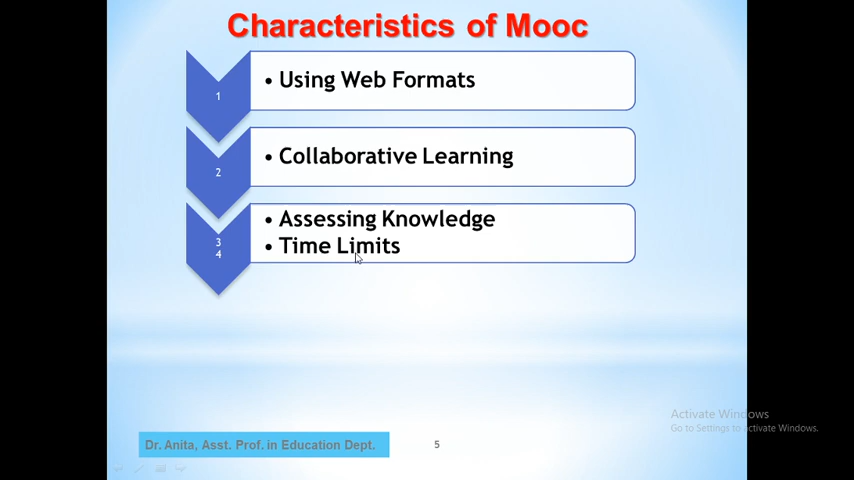 Characteristics of Mooc
1
• Using Web Formats
2
• Collaborative Learning
3
4
• Assessing Knowledge
• Time Limits
Activate Windows
Go to Settings to activate Windows.
Dr. Anita, Asst. Prof. in Education Dept.
5